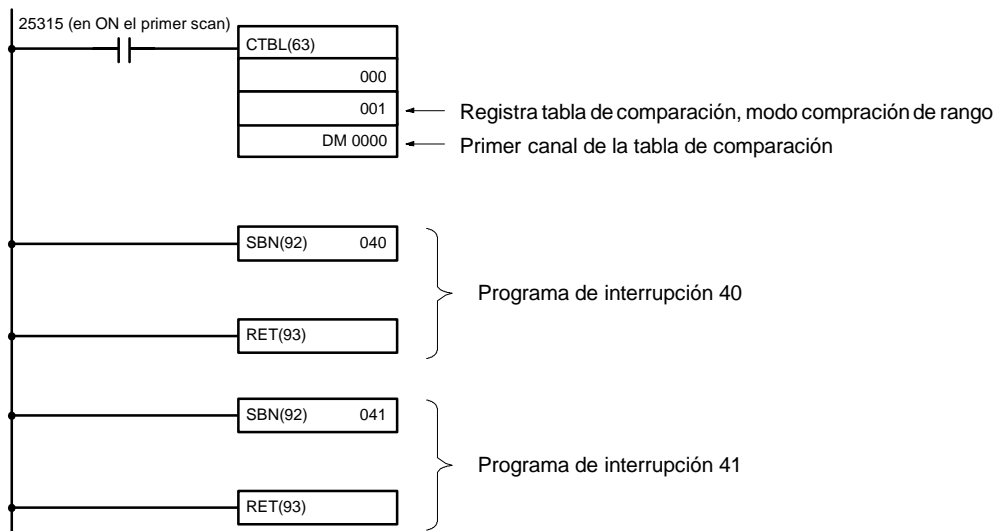 25315 (en ON el primer scan)
CTBL(63)
000
001
Registra tabla de comparación, modo compración de rango
DM 0000
Primer canal de la tabla de comparación
SBN(92) 040
Programa de interrupción 40
RET(93)
SBN(92) 041
Programa de interrupción 41
RET(93)